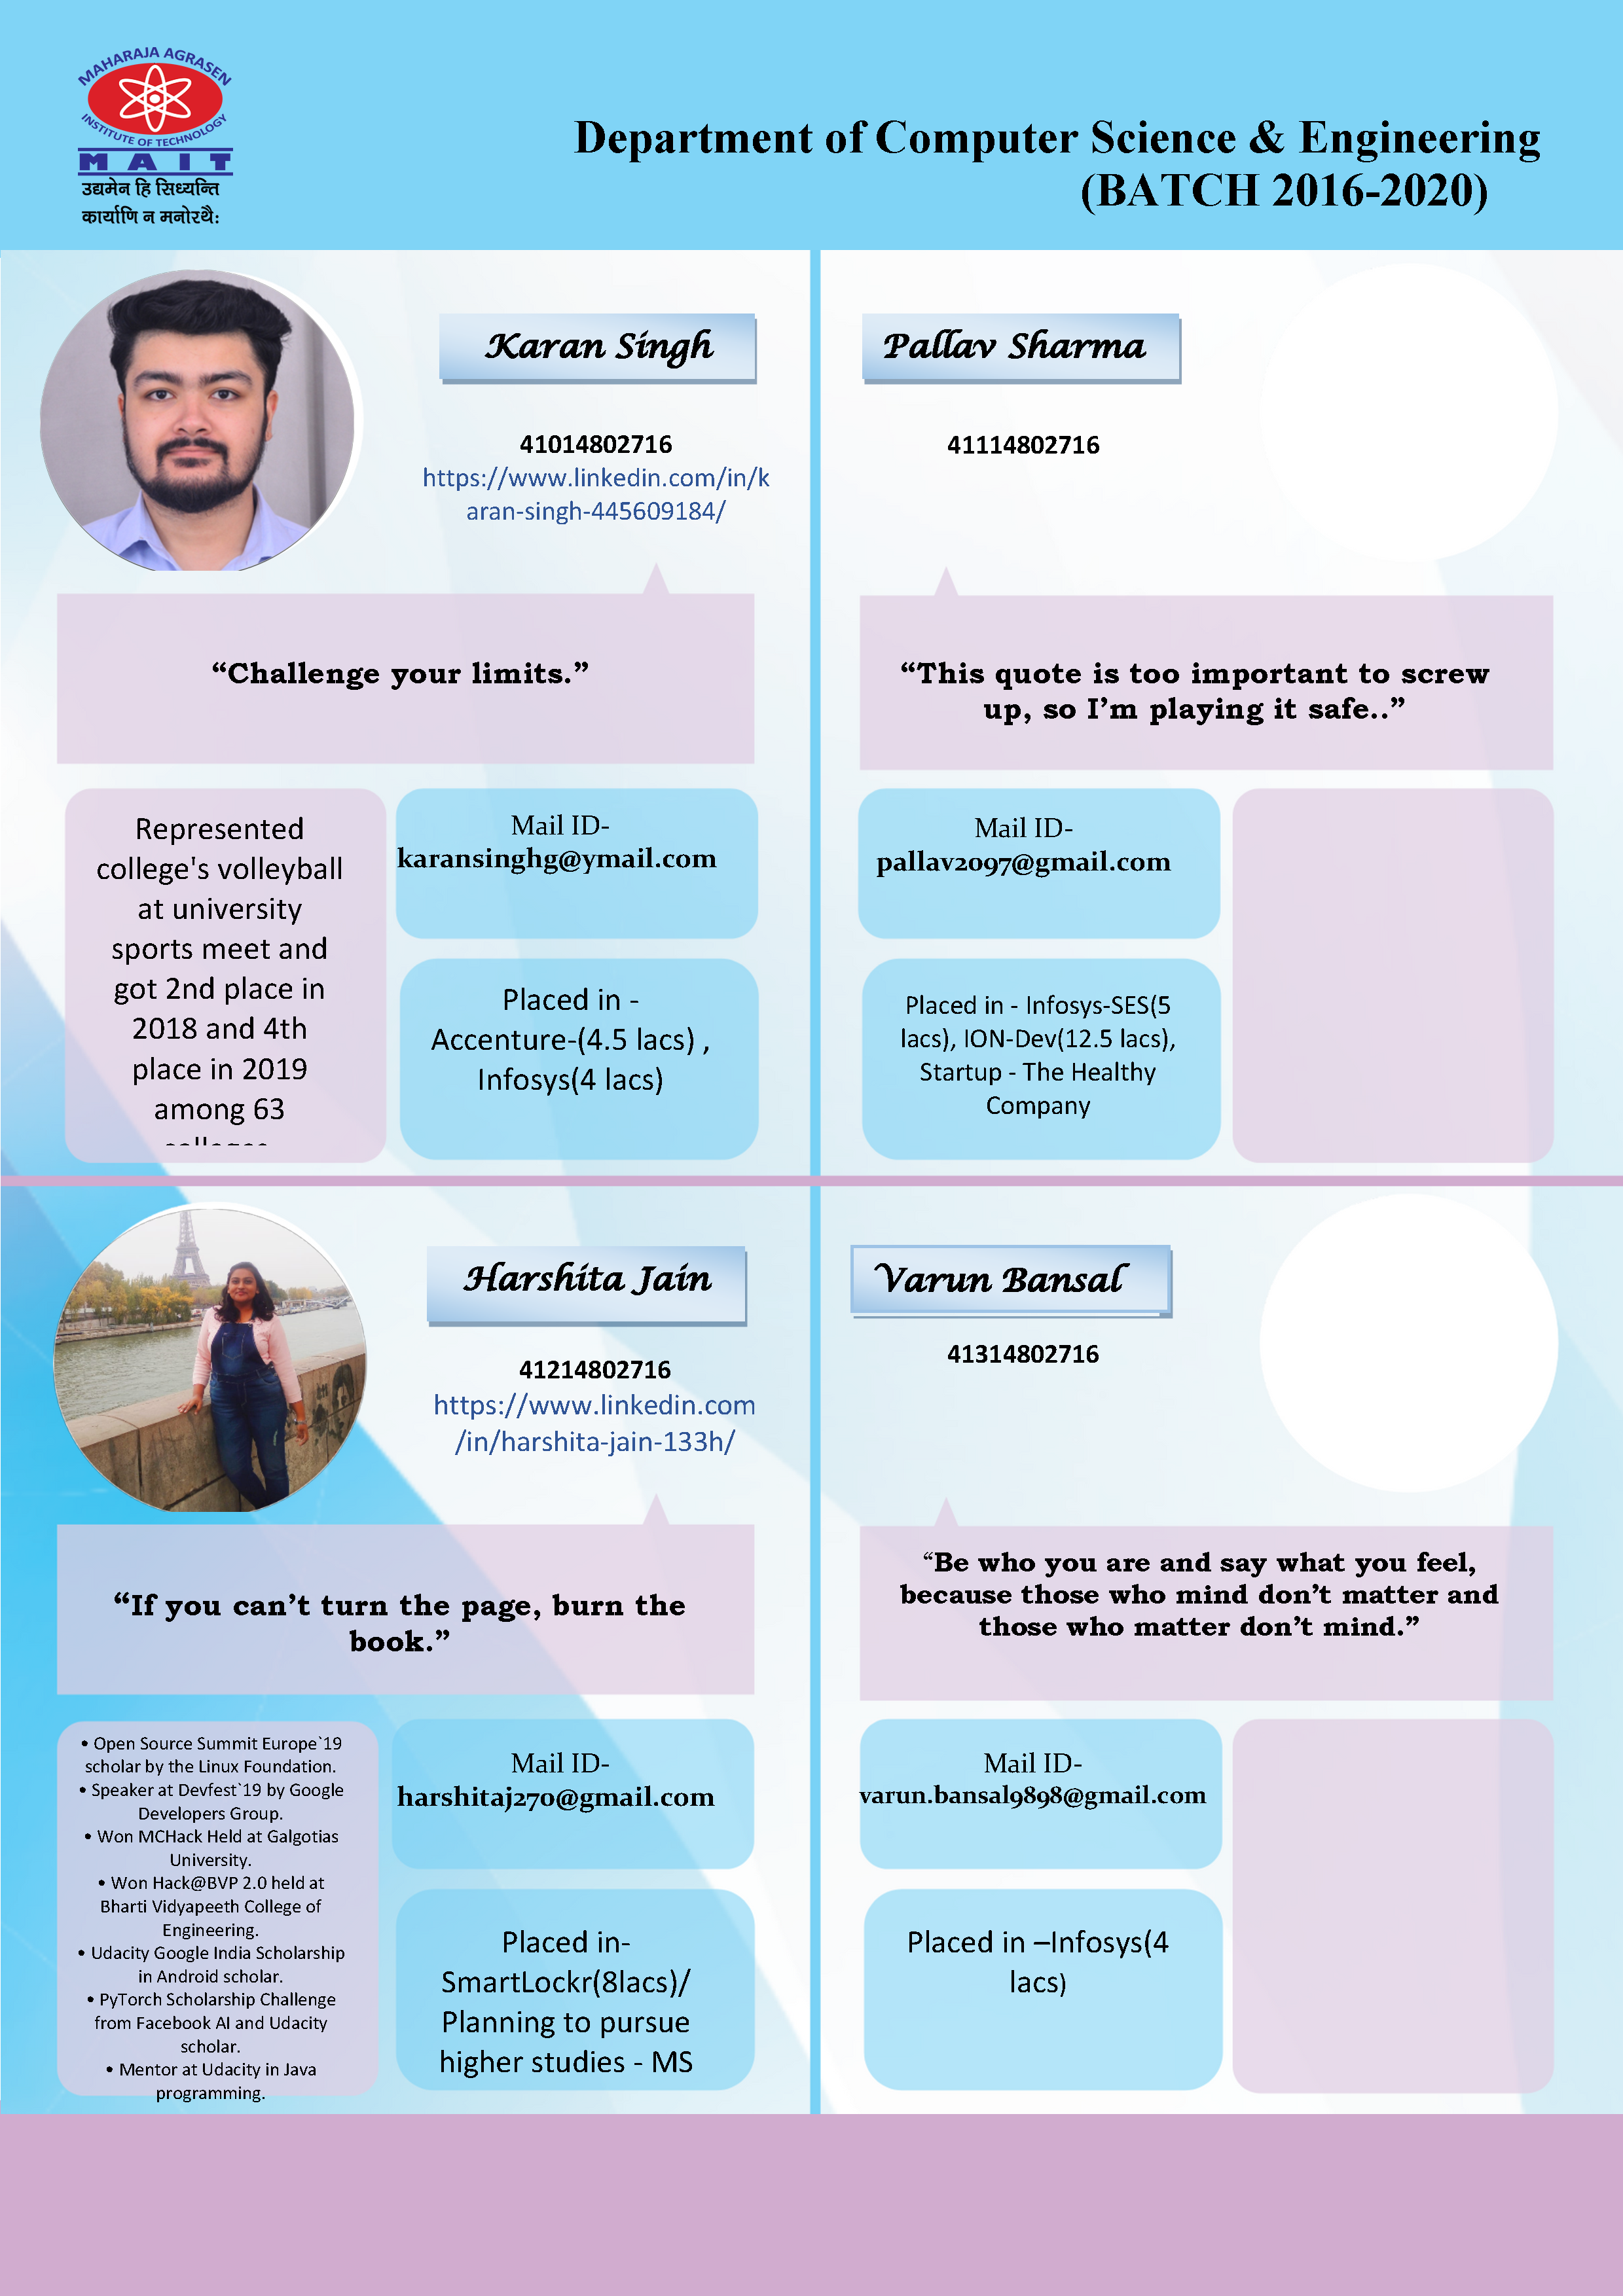 MAHARAJA AGRASEN
INSTITUTE OF TECHNOLOGY
MAIT
उद्यमेन हि सिध्यन्ति
कार्याणि न मनोरथै:
Department of Computer Science & Engineering
(BATCH 2016-2020)
Karan Singh
41014802716
https://www.linkedin.com/in/k
aran-singh-445609184/
“Challenge your limits.”
Represented
college's volleyball
at university
sports meet and
got 2nd place in
2018 and 4th
place in 2019
among 63
colleges
Mail ID-
karansinghg@ymail.com
Placed in -
Accenture-(4.5 lacs) ,
Infosys(4 lacs)
Pallav Sharma
41114802716
“This quote is too important to screw
up, so I’m playing it safe..”
Mail ID-
pallav2097@gmail.com
Placed in - Infosys-SES(5
lacs), ION-Dev(12.5 lacs),
Startup - The Healthy
Company
Harshita Jain
41214802716
https://www.linkedin.com
/in/harshita-jain-133h/
“If you can’t turn the page, burn the
book.”
• Open Source Summit Europe`19
scholar by the Linux Foundation.
• Speaker at Devfest`19 by Google
Developers Group.
• Won MCHack Held at Galgotias
University.
• Won Hack@BVP 2.0 held at
Bharti Vidyapeeth College of
Engineering.
• Udacity Google India Scholarship
in Android scholar.
• PyTorch Scholarship Challenge
from Facebook AI and Udacity
scholar.
• Mentor at Udacity in Java
programming.
Mail ID-
harshitaj270@gmail.com
Placed in-
SmartLockr(8lacs)/
Planning to pursue
higher studies - MS
Varun Bansal
41314802716
“Be who you are and say what you feel,
because those who mind don’t matter and
those who matter don’t mind.”
Mail ID-
varun.bansal9898@gmail.com
Placed in –Infosys(4
lacs)